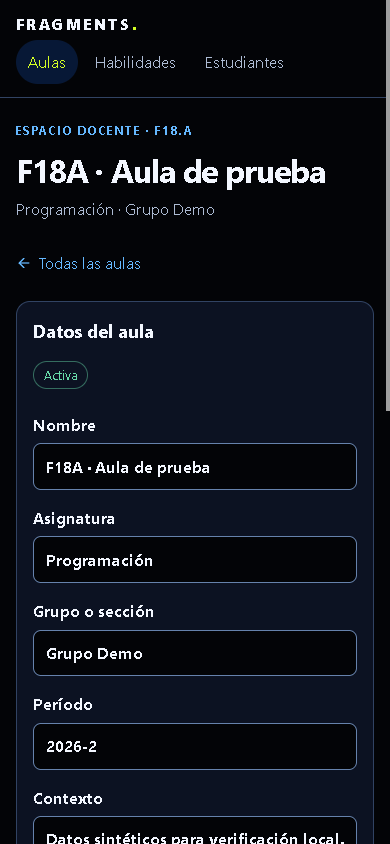 FRAGMENTS.
Aulas Habilidades Estudiantes
ESPACIO DOCENTE · F18.A
F18A · Aula de prueba
Programación · Grupo Demo
← Todas las aulas
Datos del aula
Activa
Nombre
F18A · Aula de prueba
Asignatura
Programación
Grupo o sección
Grupo Demo
Período
2026-2
Contexto
Datos sintéticos para verificación local.